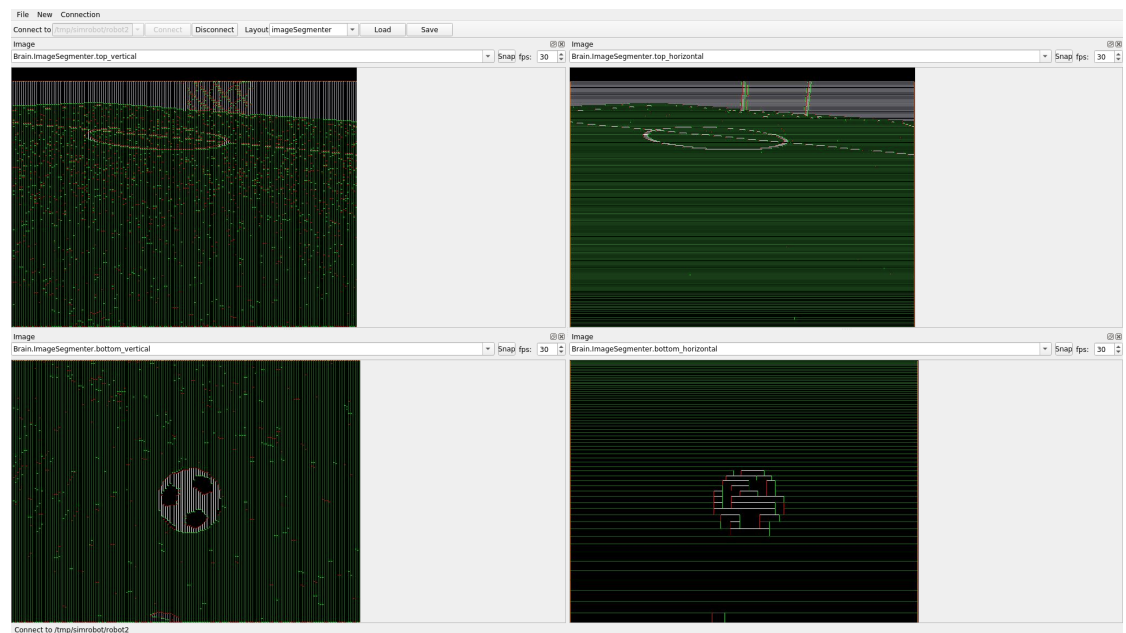 File New Connection
Connect to /tmp/simrobot/robot2 Connect Disconnect Layout imageSegmenter Load Save
Image
Brain.ImageSegmenter.top_vertical Snap fps: 30
Image
Brain.ImageSegmenter.top_horizontal Snap fps: 30
Image
Brain.ImageSegmenter.bottom_vertical Snap fps: 30
Image
Brain.ImageSegmenter.bottom_horizontal Snap fps: 30
Connect to /tmp/simrobot/robot2